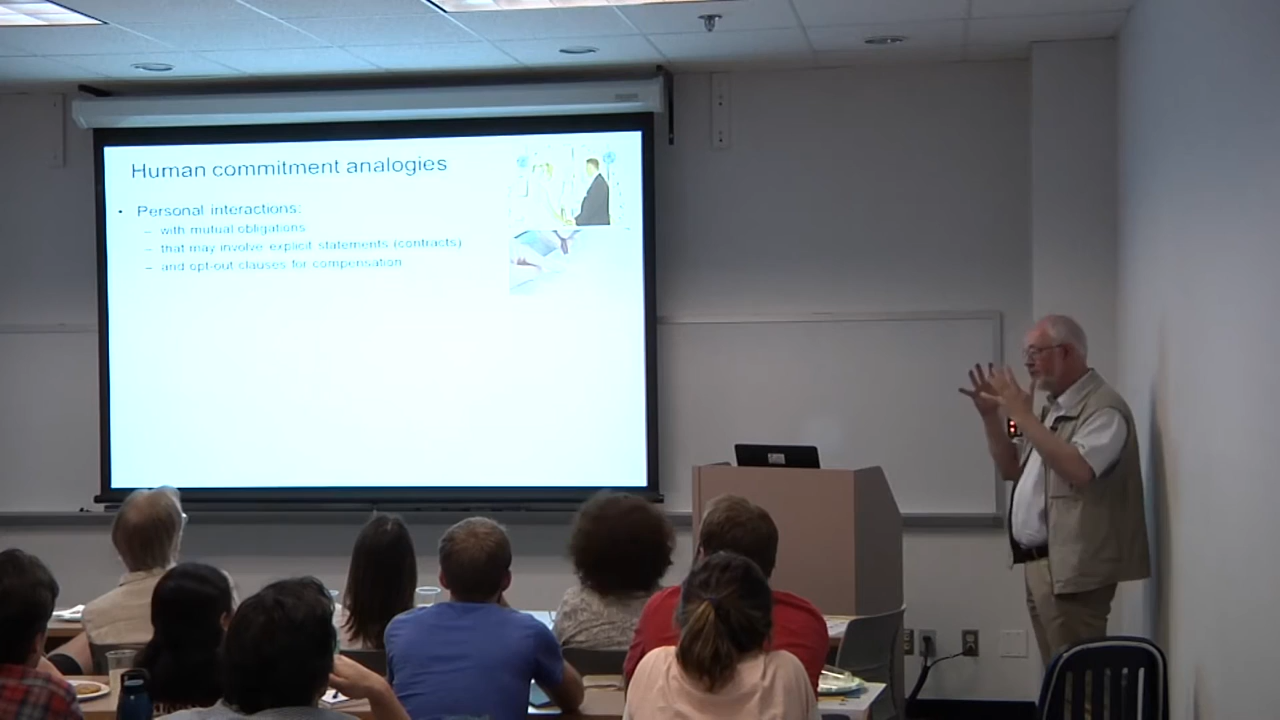 Human commitment analogies
• Personal interactions:
– with mutual obligations
– that may involve explicit statements (contracts)
– and opt-out clauses for compensation